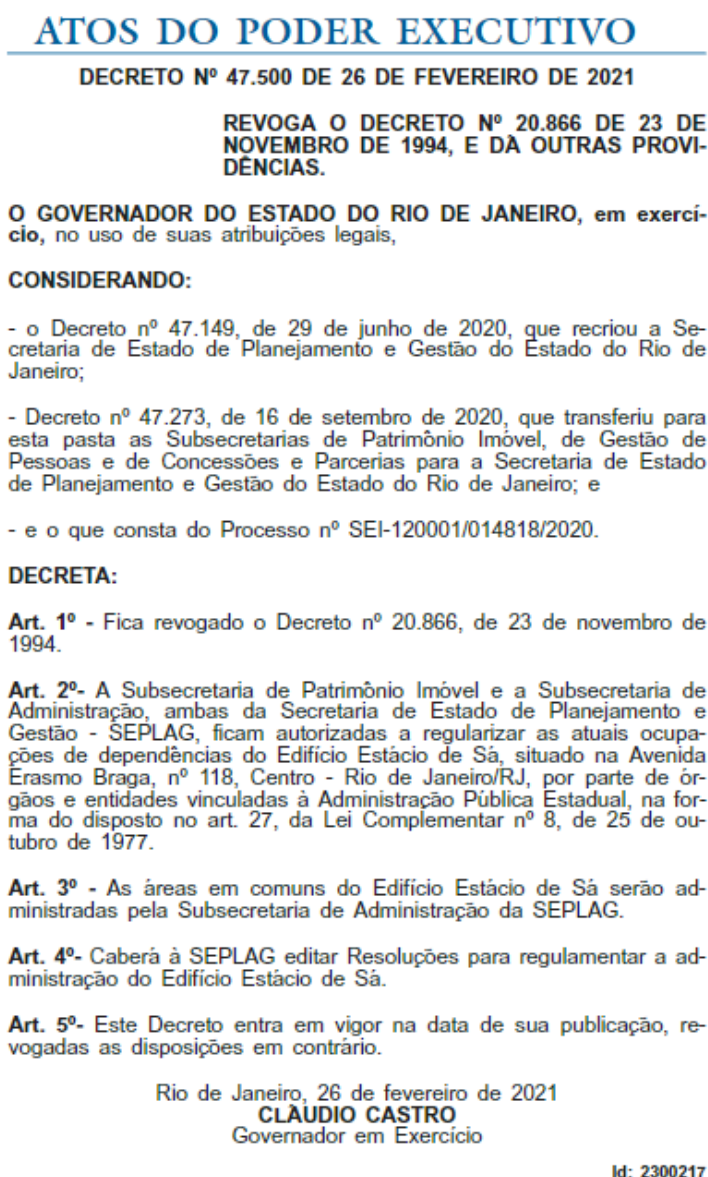 ATOS DO PODER EXECUTIVO
DECRETO Nº 47.500 DE 26 DE FEVEREIRO DE 2021
REVOGA O DECRETO Nº 20.866 DE 23 DE
NOVEMBRO DE 1994, E DÁ OUTRAS PROVI-
DÊNCIAS.
O GOVERNADOR DO ESTADO DO RIO DE JANEIRO, em exercí-
cio, no uso de suas atribuições legais,
CONSIDERANDO:
- o Decreto nº 47.149, de 29 de junho de 2020, que recriou a Se-
cretaria de Estado de Planejamento e Gestão do Estado do Rio de
Janeiro;
- Decreto nº 47.273, de 16 de setembro de 2020, que transferiu para
esta pasta as Subsecretarias de Patrimônio Imóvel, de Gestão de
Pessoas e de Concessões e Parcerias para a Secretaria de Estado
de Planejamento e Gestão do Estado do Rio de Janeiro; e
- e o que consta do Processo nº SEI-120001/014818/2020.
DECRETA:
Art. 1º - Fica revogado o Decreto nº 20.866, de 23 de novembro de
1994.
Art. 2º- A Subsecretaria de Patrimônio Imóvel e a Subsecretaria de
Administração, ambas da Secretaria de Estado de Planejamento e
Gestão - SEPLAG, ficam autorizadas a regularizar as atuais ocupa-
ções de dependências do Edifício Estácio de Sá, situado na Avenida
Erasmo Braga, nº 118, Centro - Rio de Janeiro/RJ, por parte de ór-
gãos e entidades vinculadas à Administração Pública Estadual, na for-
ma do disposto no art. 27, da Lei Complementar nº 8, de 25 de ou-
tubro de 1977.
Art. 3º - As áreas em comuns do Edifício Estácio de Sá serão ad-
ministradas pela Subsecretaria de Administração da SEPLAG.
Art. 4º- Caberá à SEPLAG editar Resoluções para regulamentar a ad-
ministração do Edifício Estácio de Sá.
Art. 5º- Este Decreto entra em vigor na data de sua publicação, re-
vogadas as disposições em contrário.
Rio de Janeiro, 26 de fevereiro de 2021
CLÁUDIO CASTRO
Governador em Exercício
Id: 2300217